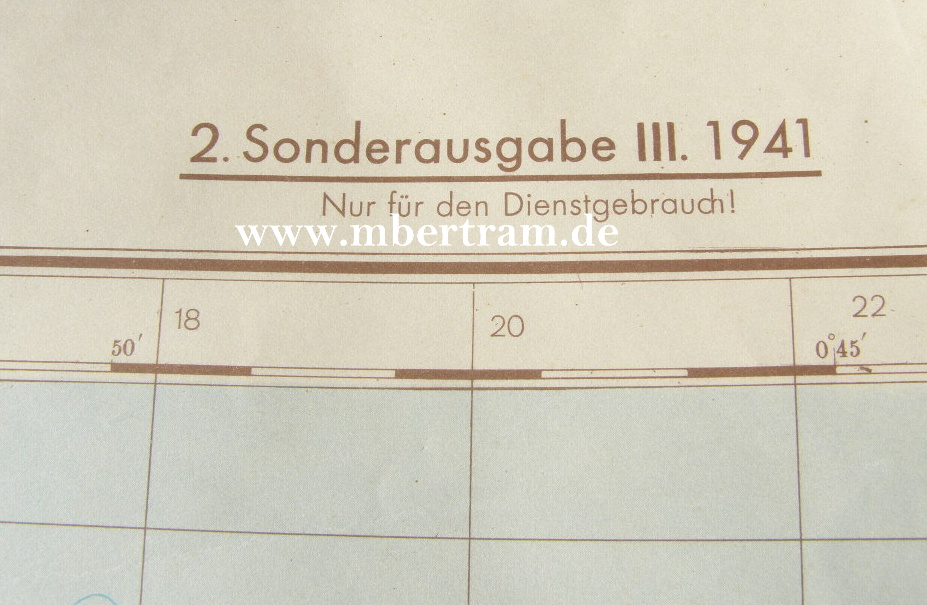 2. Sonderausgabe III. 1941
Nur für den Dienstgebrauch!
www.mbertram.de
18 20 22
50′ 0°45′